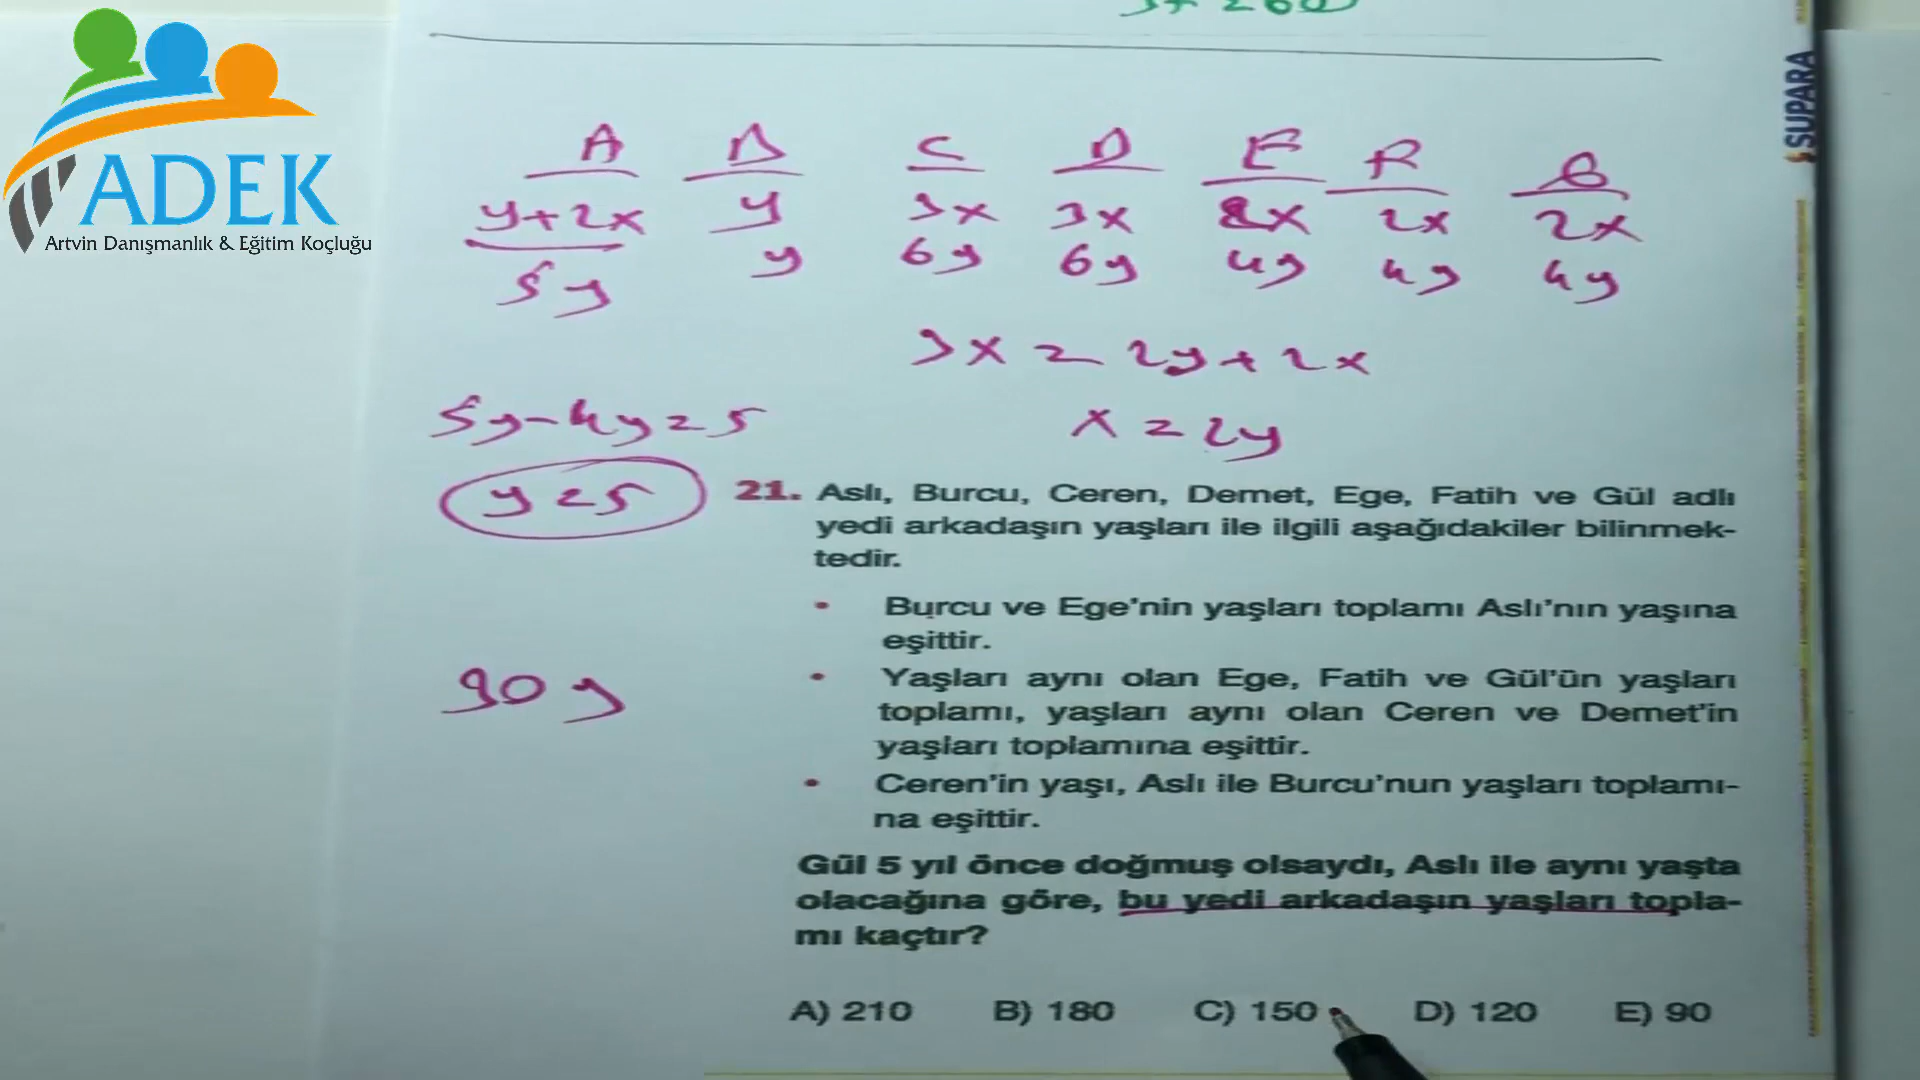 ADEK
Artvin Danışmanlık & Eğitim Koçluğu
SUPARA
A B C D E F G
y+2x y 3x 3x 2x 2x 2x
5y y 6y 6y 4y 4y 4y
3x = 2y+2x
x = 2y
5y-4y=5
y=5
30y
21. Aslı, Burcu, Ceren, Demet, Ege, Fatih ve Gül adlı
yedi arkadaşın yaşları ile ilgili aşağıdakiler bilinmek-
tedir.
• Burcu ve Ege'nin yaşları toplamı Aslı'nın yaşına
eşittir.
• Yaşları aynı olan Ege, Fatih ve Gül'ün yaşları
toplamı, yaşları aynı olan Ceren ve Demet'in
yaşları toplamına eşittir.
• Ceren'in yaşı, Aslı ile Burcu'nun yaşları toplamı-
na eşittir.
Gül 5 yıl önce doğmuş olsaydı, Aslı ile aynı yaşta
olacağına göre, bu yedi arkadaşın yaşları topla-
mı kaçtır?
A) 210 B) 180 C) 150 D) 120 E) 90